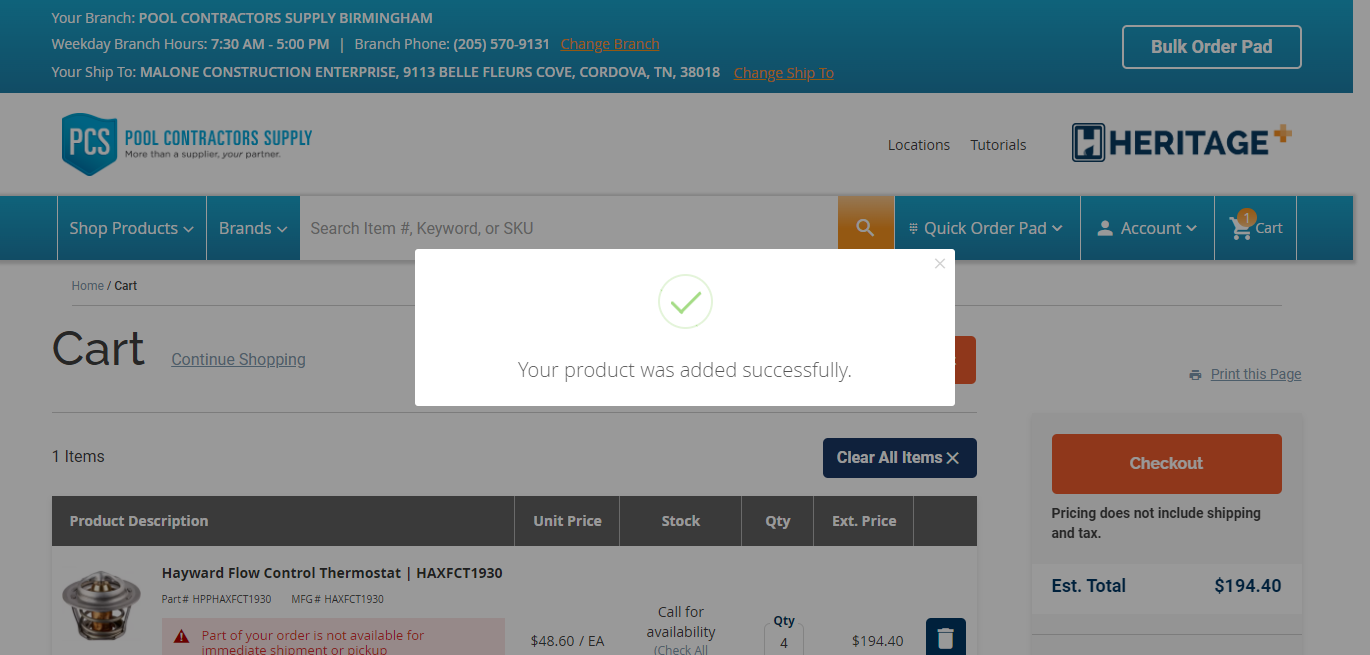 Your Branch: POOL CONTRACTORS SUPPLY BIRMINGHAM
Weekday Branch Hours: 7:30 AM - 5:00 PM | Branch Phone: (205) 570-9131 Change Branch
Your Ship To: MALONE CONSTRUCTION ENTERPRISE, 9113 BELLE FLEURS COVE, CORDOVA, TN, 38018 Change Ship To
Bulk Order Pad
PCS POOL CONTRACTORS SUPPLY
More than a supplier, your partner.
Locations Tutorials
HERITAGE+
Shop Products Brands Search Item #, Keyword, or SKU Quick Order Pad Account 1 Cart
Home / Cart
Cart Continue Shopping
Your product was added successfully.
Print this Page
1 Items
Clear All Items
Checkout
Pricing does not include shipping
and tax.
Product Description Unit Price Stock Qty Ext. Price
Est. Total $194.40
Hayward Flow Control Thermostat | HAXFCT1930
Part# HPPHAXFCT1930 MFG# HAXFCT1930
Part of your order is not available for
immediate shipment or pickup
$48.60 / EA
Call for
availability
(Check All
Qty
4
$194.40